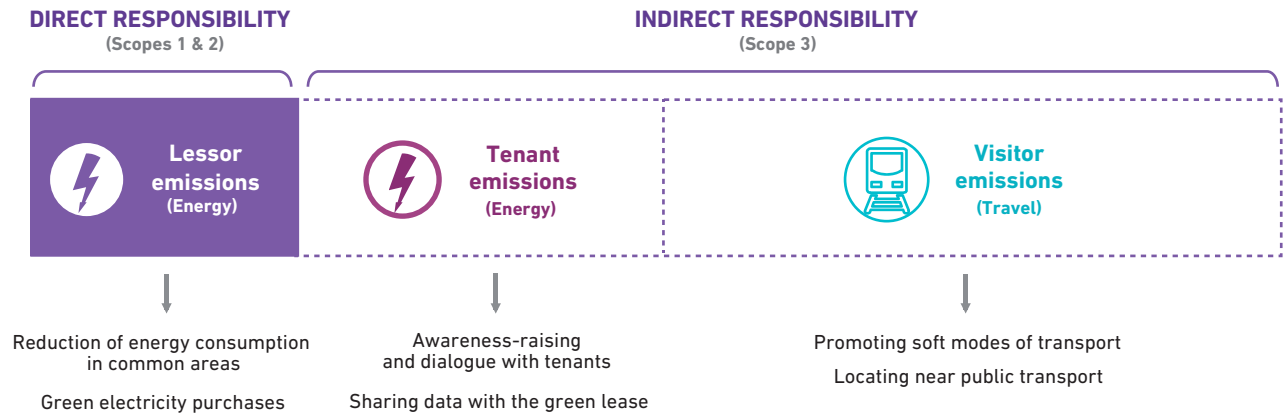 DIRECT RESPONSIBILITY
(Scopes 1 & 2)
INDIRECT RESPONSIBILITY
(Scope 3)
Lessor
emissions
(Energy)
Tenant
emissions
(Energy)
Visitor
emissions
(Travel)
Reduction of energy consumption
in common areas
Green electricity purchases
Awareness-raising
and dialogue with tenants
Sharing data with the green lease
Promoting soft modes of transport
Locating near public transport